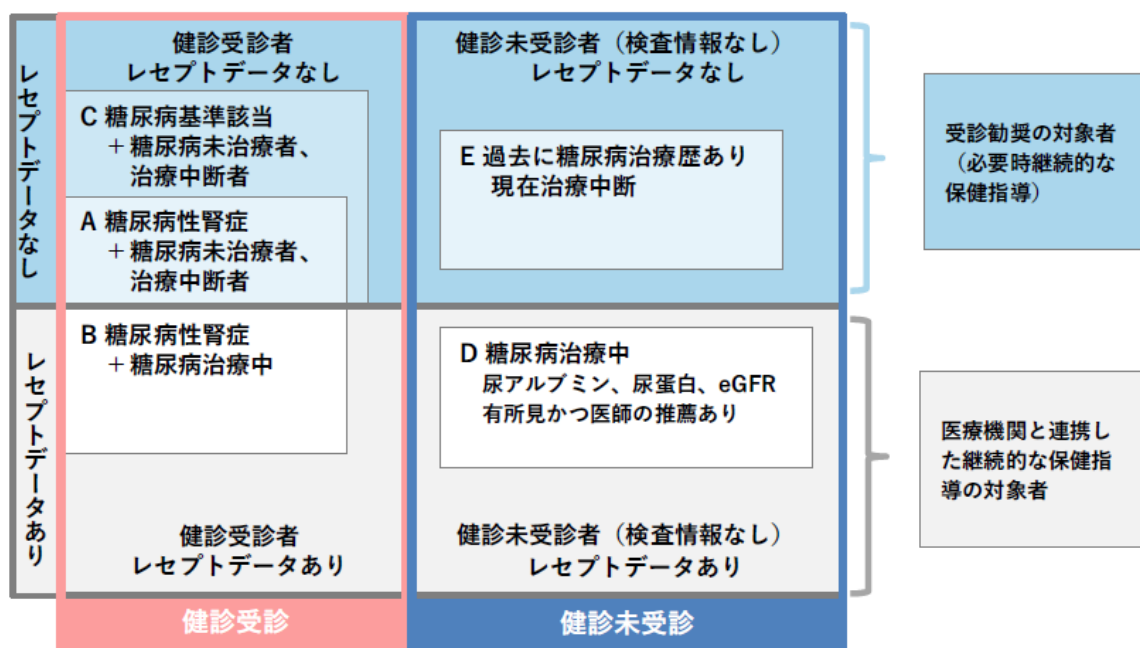 レセプトデータなし
健診受診者
レセプトデータなし
C 糖尿病基準該当
＋糖尿病未治療者、
治療中断者
A 糖尿病性腎症
＋糖尿病未治療者、
治療中断者
健診未受診者（検査情報なし）
レセプトデータなし
E 過去に糖尿病治療歴あり
現在治療中断
受診勧奨の対象者
（必要時継続的な
保健指導）
レセプトデータあり
B 糖尿病性腎症
＋糖尿病治療中
健診受診者
レセプトデータあり
D 糖尿病治療中
尿アルブミン、尿蛋白、eGFR
有所見かつ医師の推薦あり
健診未受診者（検査情報なし）
レセプトデータあり
医療機関と連携し
た継続的な保健指
導の対象者
健診受診
健診未受診